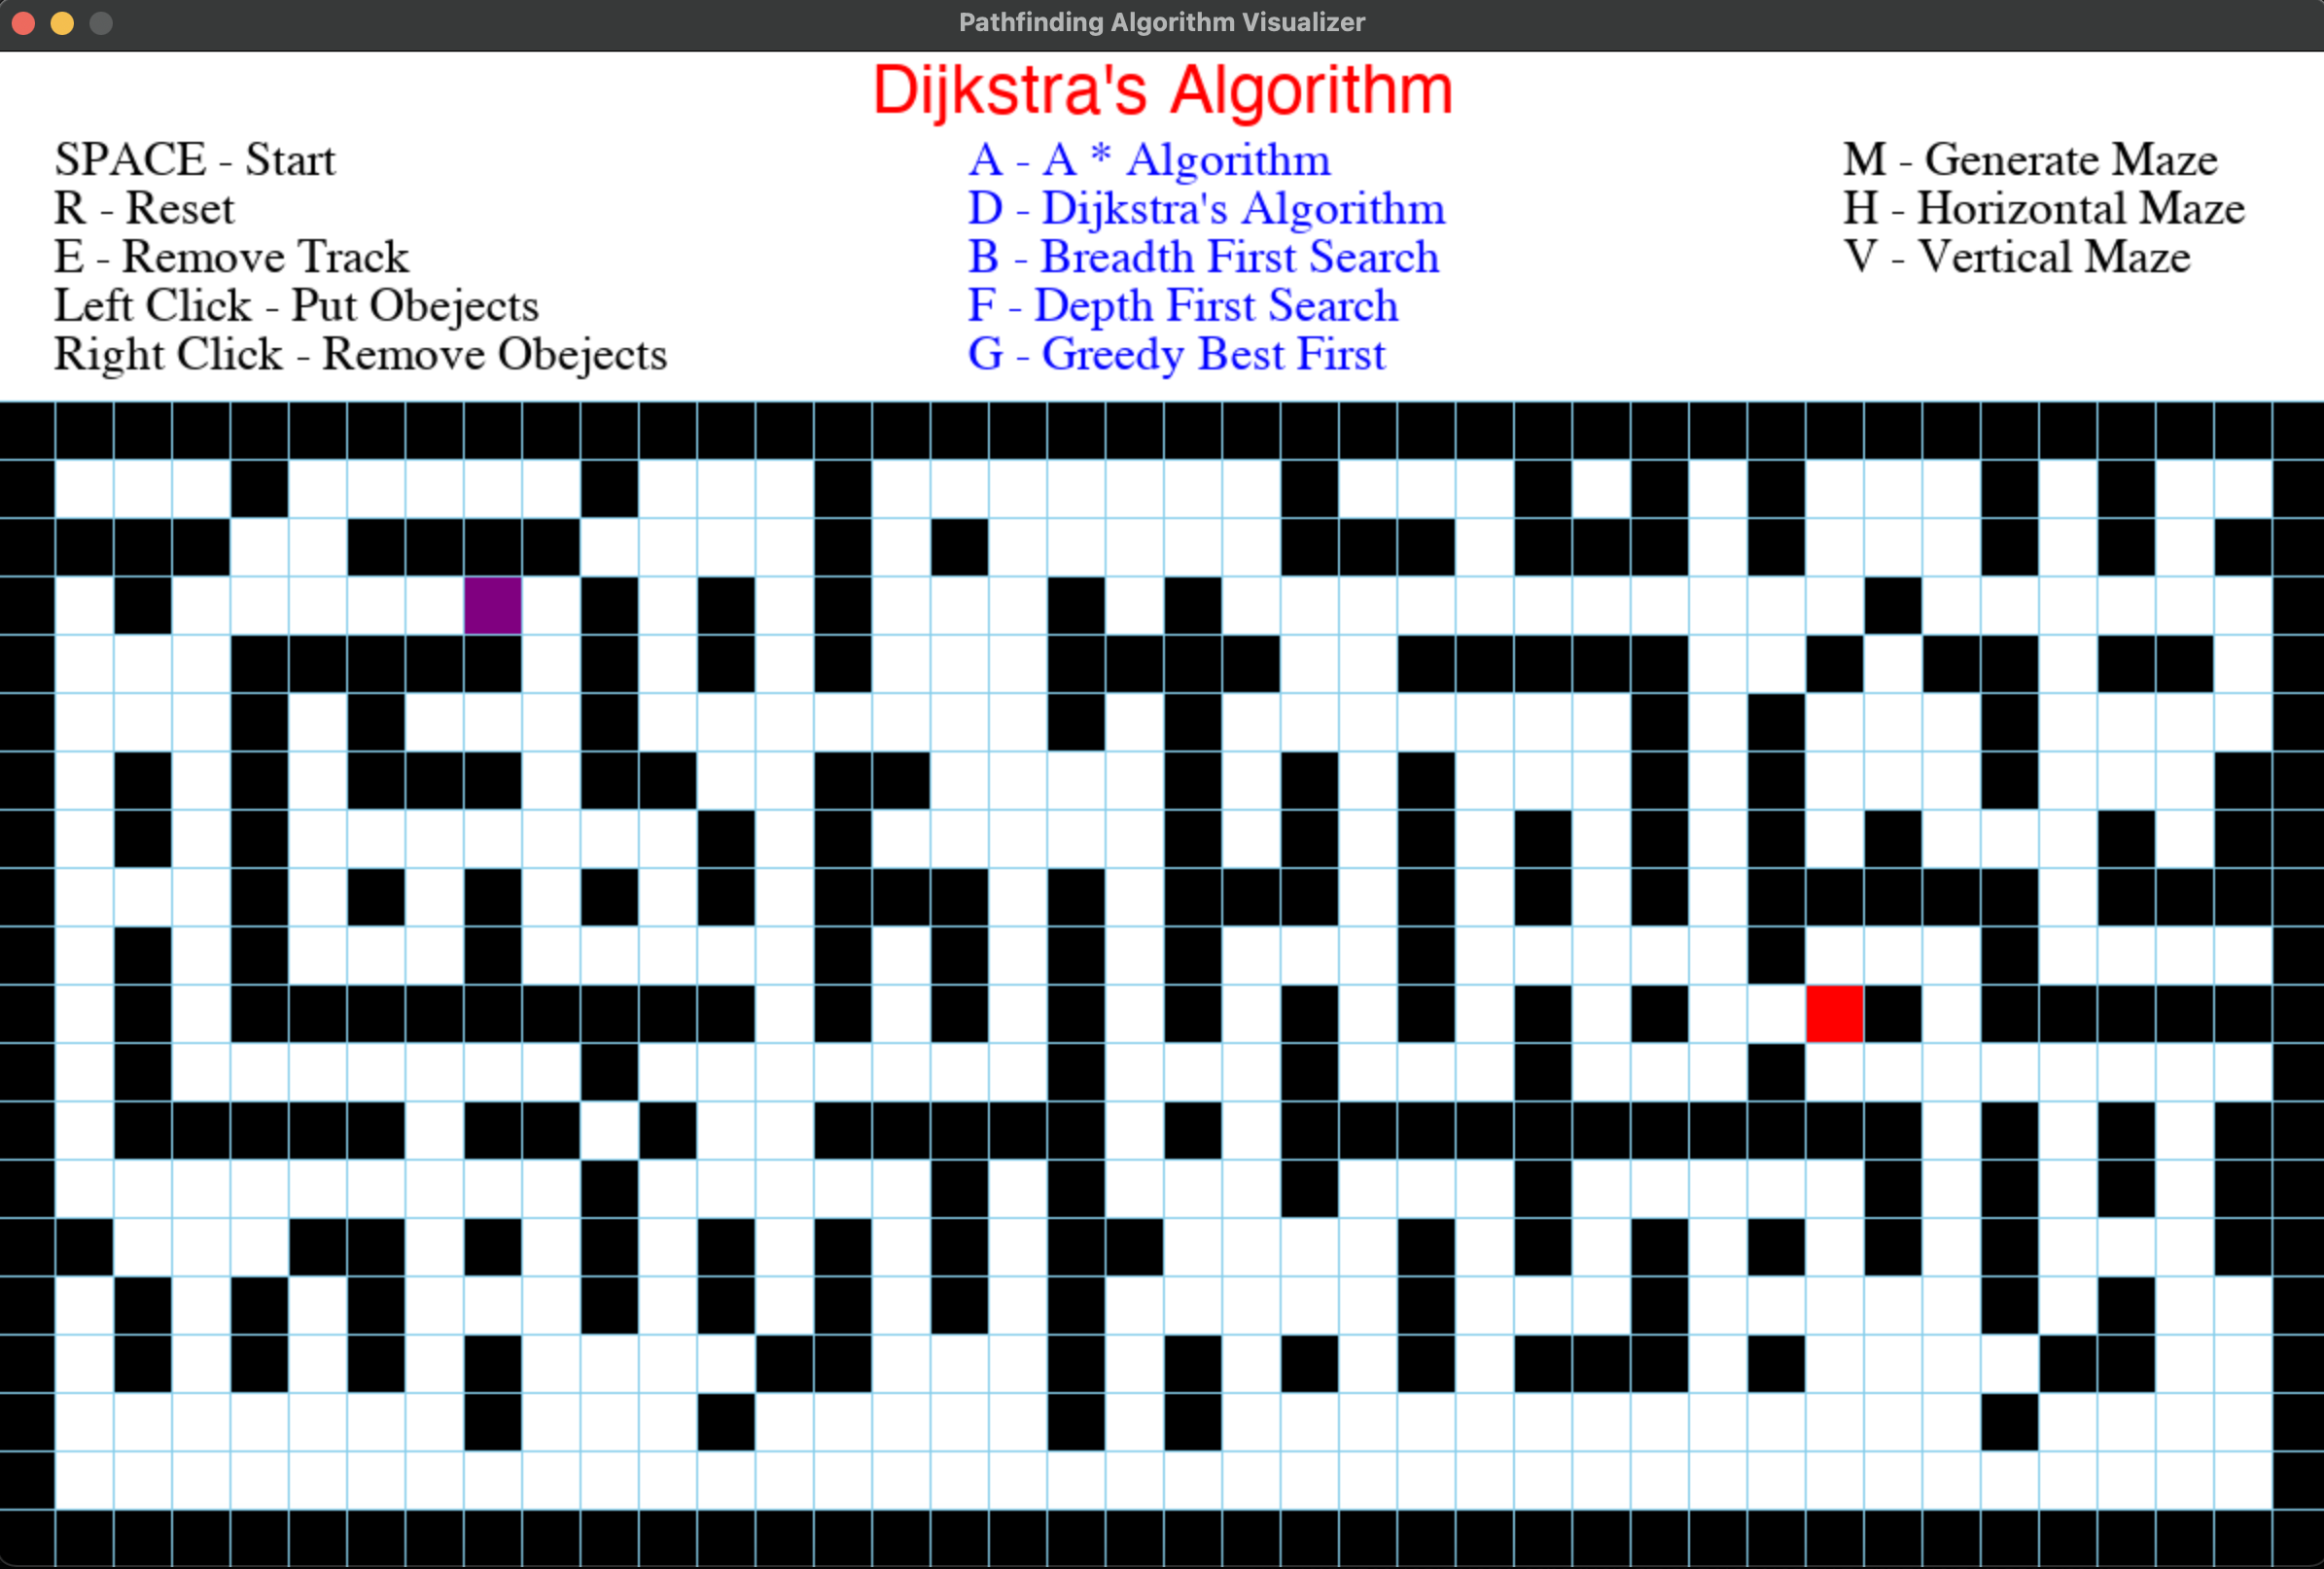 Pathfinding Algorithm Visualizer
Dijkstra's Algorithm
SPACE - Start
R - Reset
E - Remove Track
Left Click - Put Obejects
Right Click - Remove Obejects
A - A * Algorithm
D - Dijkstra's Algorithm
B - Breadth First Search
F - Depth First Search
G - Greedy Best First
M - Generate Maze
H - Horizontal Maze
V - Vertical Maze